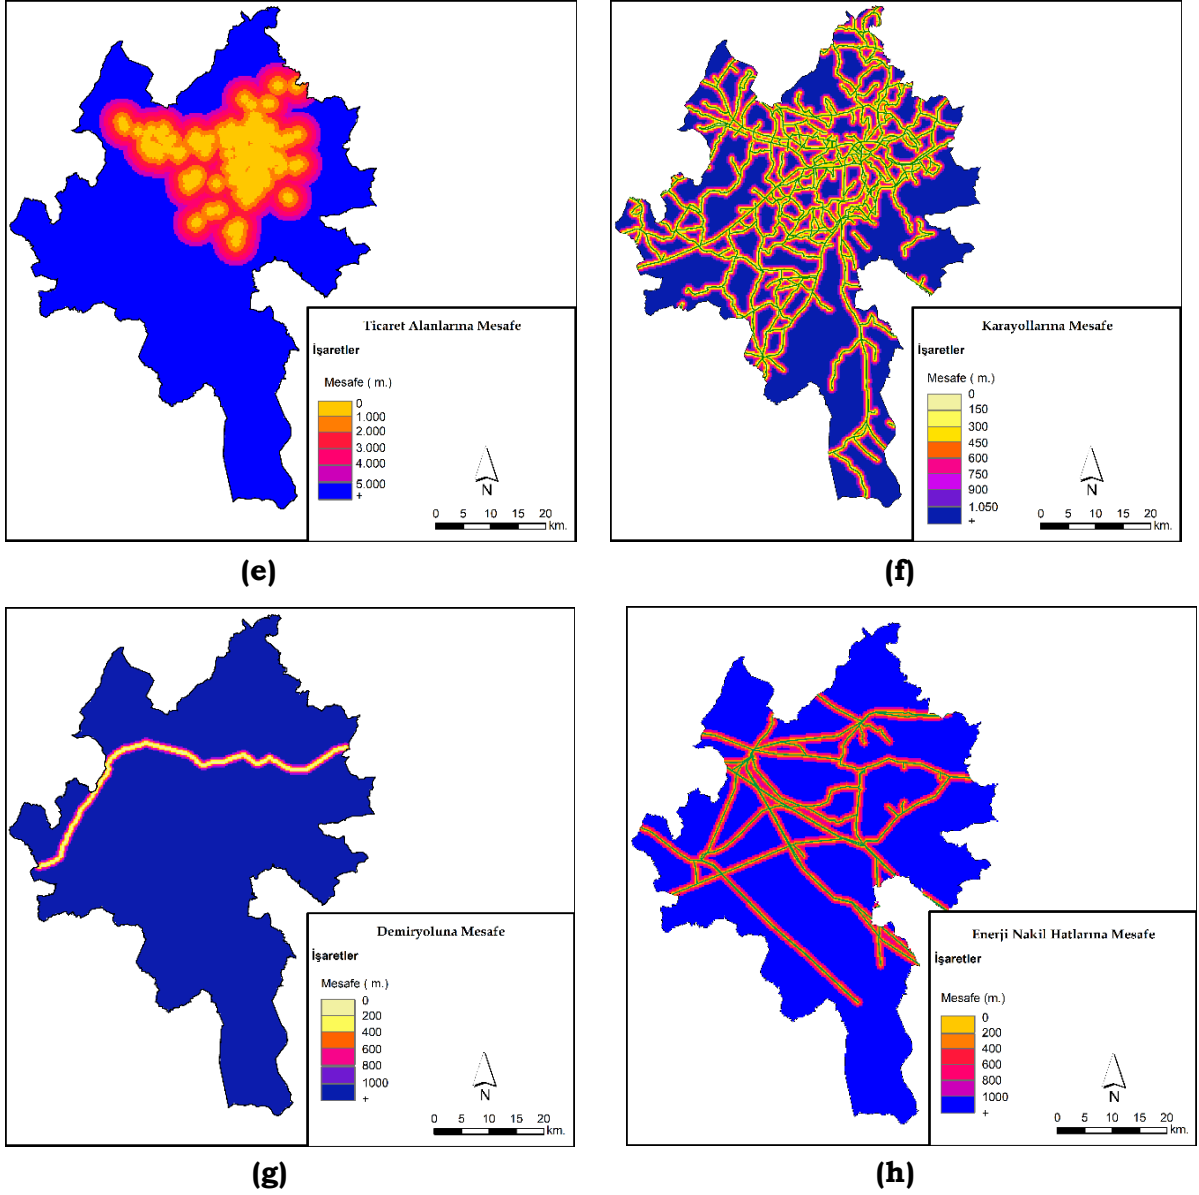 Ticaret Alanlarına Mesafe
İşaretler
Mesafe ( m.)
0
1.000
2.000
3.000
4.000
5.000
+
N
0 5 10 15 20
km.
(e)
Karayollarına Mesafe
İşaretler
Mesafe ( m.)
0
150
300
450
600
750
900
1.050
+
N
0 5 10 15 20
km.
(f)
Demiryoluna Mesafe
İşaretler
Mesafe ( m.)
0
200
400
600
800
1000
+
N
0 5 10 15 20
km.
(g)
Enerji Nakil Hatlarına Mesafe
İşaretler
Mesafe (m.)
0
200
400
600
800
1000
+
N
0 5 10 15 20
km.
(h)